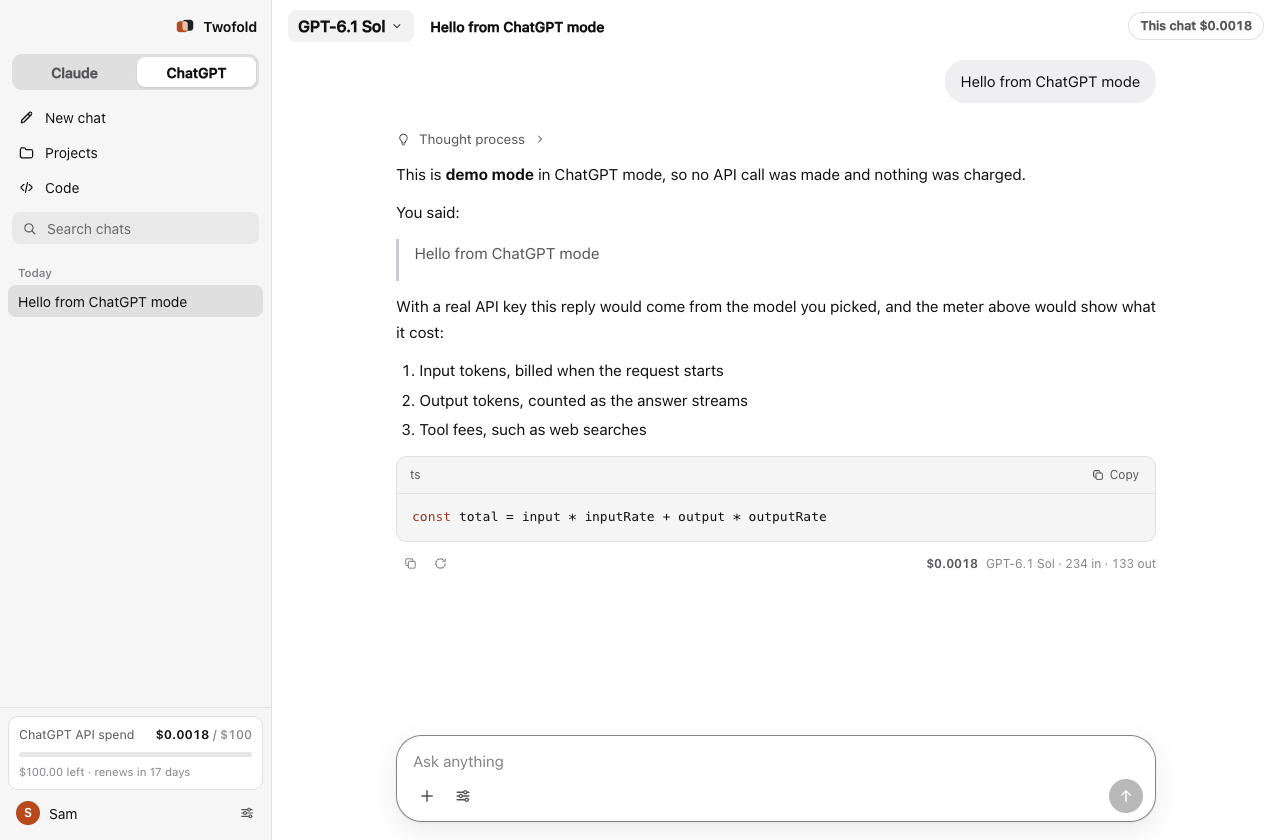 Twofold
Claude
ChatGPT
New chat
Projects
Code
Search chats
Today
Hello from ChatGPT mode
ChatGPT API spend $0.0018 / $100
$100.00 left · renews in 17 days
S
Sam
GPT-6.1 Sol
Hello from ChatGPT mode
This chat $0.0018
Hello from ChatGPT mode
Thought process
This is demo mode in ChatGPT mode, so no API call was made and nothing was charged.
You said:
Hello from ChatGPT mode
With a real API key this reply would come from the model you picked, and the meter above would show what
it cost:
1. Input tokens, billed when the request starts
2. Output tokens, counted as the answer streams
3. Tool fees, such as web searches
ts
Copy
const total = input * inputRate + output * outputRate
$0.0018 GPT-6.1 Sol · 234 in · 133 out
Ask anything